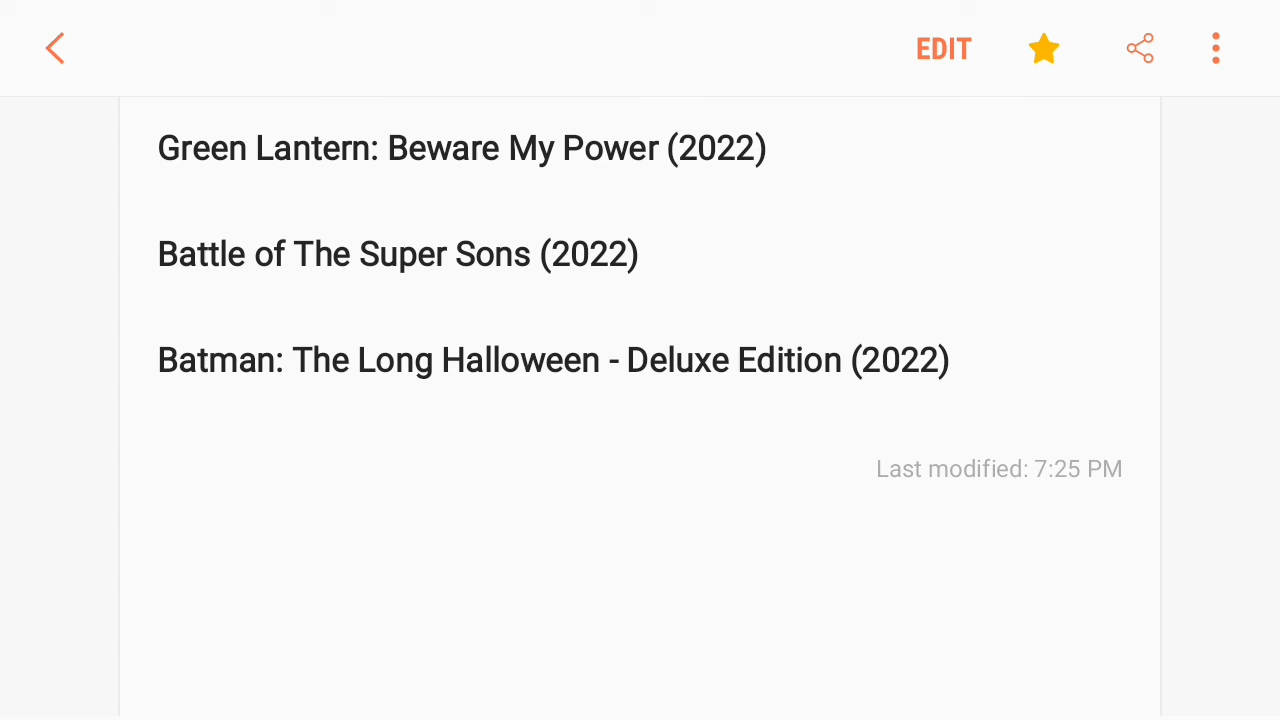 EDIT
Green Lantern: Beware My Power (2022)
Battle of The Super Sons (2022)
Batman: The Long Halloween - Deluxe Edition (2022)
Last modified: 7:25 PM